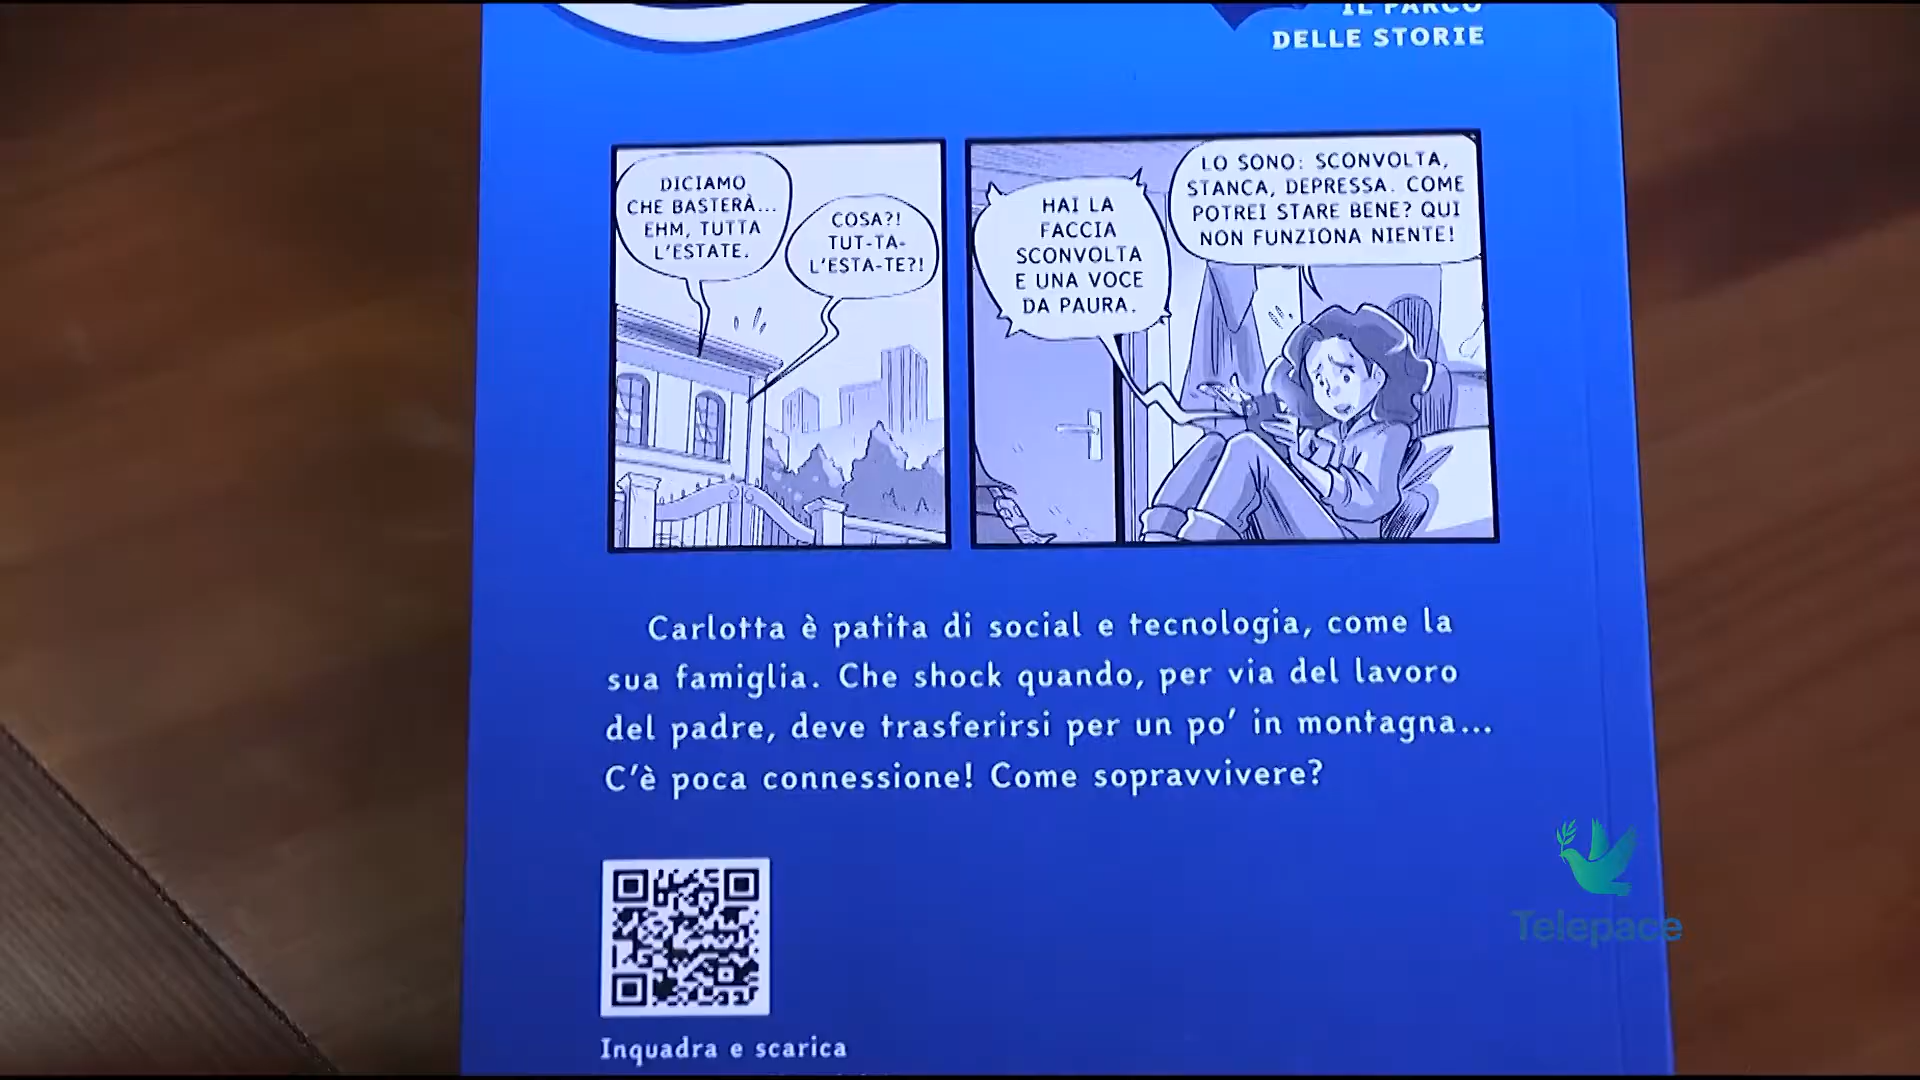 IL PARCO
DELLE STORIE
DICIAMO
CHE BASTERÀ...
EHM, TUTTA
L'ESTATE.
COSA?!
TUT-TA-
L'ESTA-TE?!
HAI LA
FACCIA
SCONVOLTA
E UNA VOCE
DA PAURA.
LO SONO: SCONVOLTA,
STANCA, DEPRESSA. COME
POTREI STARE BENE? QUI
NON FUNZIONA NIENTE!
Carlotta è patita di social e tecnologia, come la
sua famiglia. Che shock quando, per via del lavoro
del padre, deve trasferirsi per un po' in montagna...
C'è poca connessione! Come sopravvivere?
Inquadra e scarica
Telepace